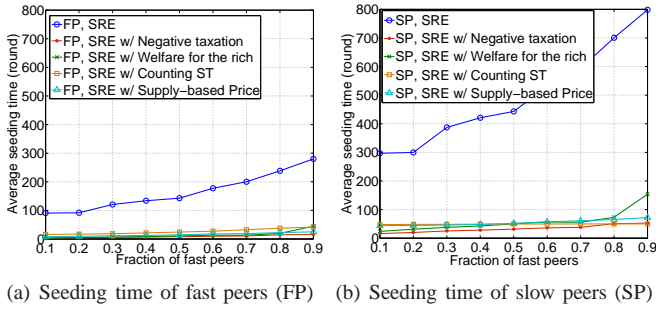 800
700
600
500
400
300
200
100
0
Average seeding time (round)
FP, SRE
FP, SRE w/ Negative taxation
FP, SRE w/ Welfare for the rich
FP, SRE w/ Counting ST
FP, SRE w/ Supply−based Price
0.1 0.2 0.3 0.4 0.5 0.6 0.7 0.8 0.9
Fraction of fast peers
(a) Seeding time of fast peers (FP)
800
700
600
500
400
300
200
100
0
Average seeding time (round)
SP, SRE
SP, SRE w/ Negative taxation
SP, SRE w/ Welfare for the rich
SP, SRE w/ Counting ST
SP, SRE w/ Supply−based Price
0.1 0.2 0.3 0.4 0.5 0.6 0.7 0.8 0.9
Fraction of fast peers
(b) Seeding time of slow peers (SP)